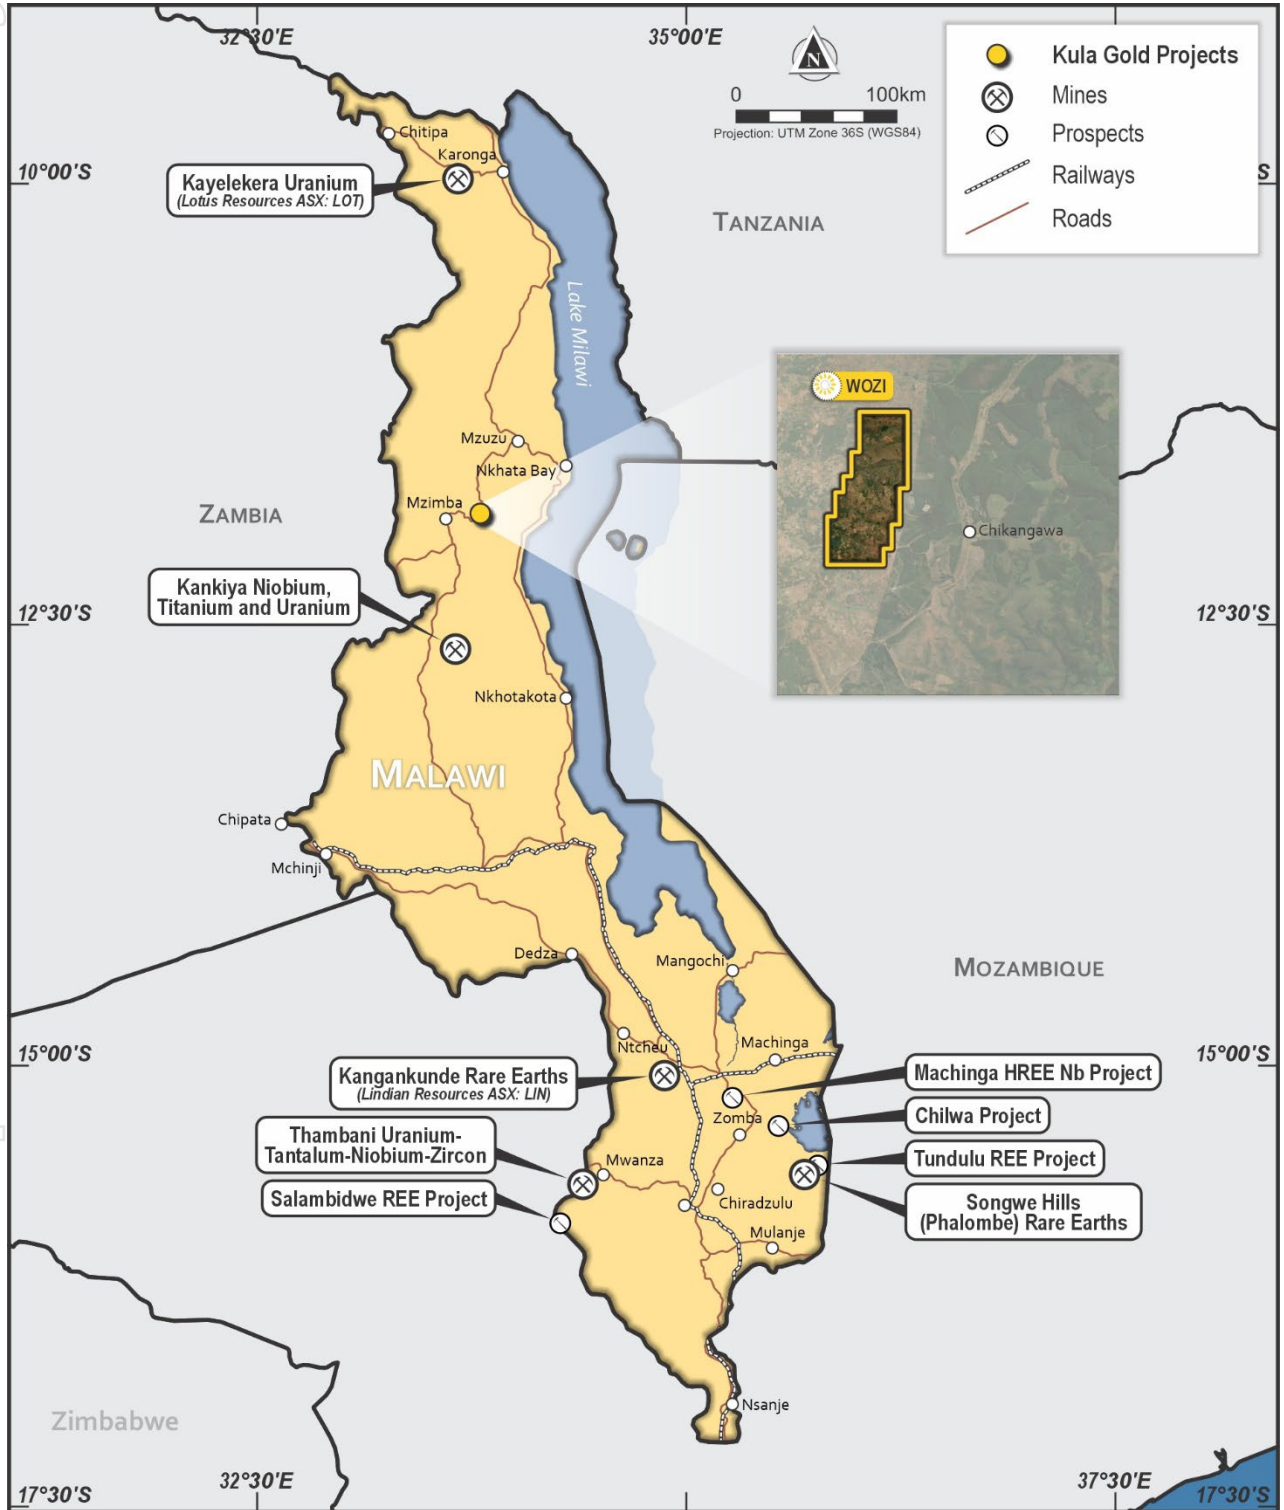 32°30'E
35°00'E
N
0
100km
Projection: UTM Zone 36S (WGS84)
Kula Gold Projects
Mines
Prospects
Railways
Roads
10°00'S
S
Chitipa
Karonga
Kayelekera Uranium
(Lotus Resources ASX: LOT)
TANZANIA
Lake Milawi
WOZI
Chikangawa
Mzuzu
Nkhata Bay
Mzimba
ZAMBIA
Kankiya Niobium,
Titanium and Uranium
12°30'S
12°30'S
Nkhotakota
MALAWI
Chipata
Mchinji
Dedza
Mangochi
MOZAMBIQUE
15°00'S
15°00'S
Ntcheu
Machinga
Kangankunde Rare Earths
(Lindian Resources ASX: LIN)
Machinga HREE Nb Project
Zomba
Chilwa Project
Thambani Uranium-
Tantalum-Niobium-Zircon
Tundulu REE Project
Mwanza
Salambidwe REE Project
Chiradzulu
Songwe Hills
(Phalombe) Rare Earths
Mulanje
Nsanje
Zimbabwe
17°30'S
32°30'E
37°30'E
17°30'S